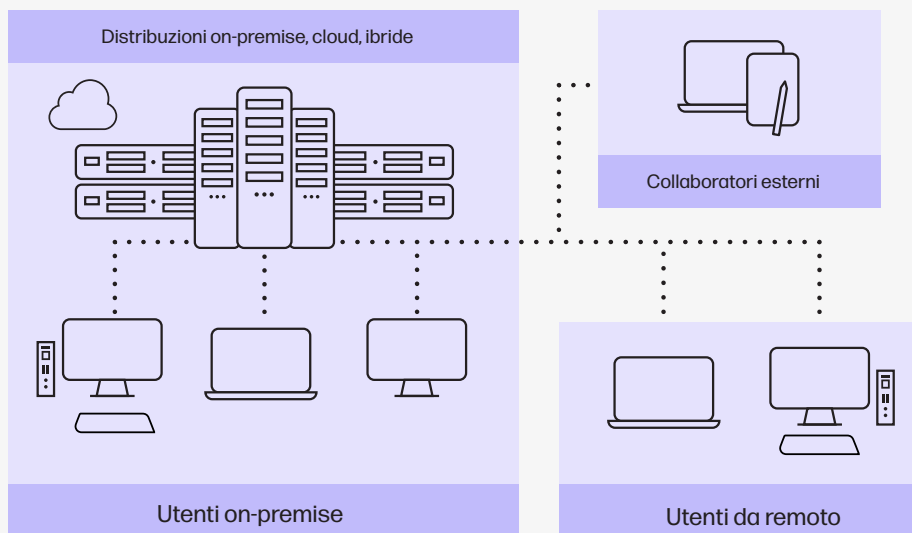 Distribuzioni on-premise, cloud, ibride
Collaboratori esterni
Utenti on-premise
Utenti da remoto